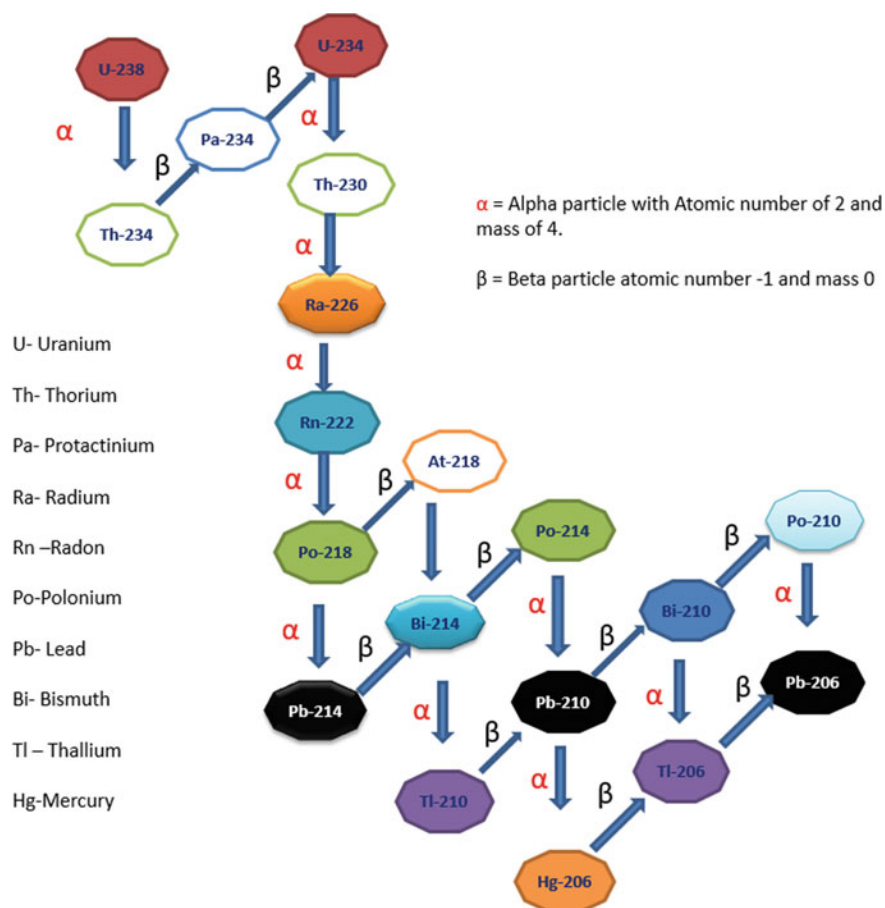 U-238
α
Th-234
β
Pa-234
β
U-234
α
Th-230
α
Ra-226
α
Rn-222
α
Po-218
β
At-218
α
Pb-214
β
Bi-214
β
Po-214
α
Tl-210
β
α
Pb-210
β
Bi-210
β
Po-210
α
Hg-206
β
α
Tl-206
β
α
Pb-206
α = Alpha particle with Atomic number of 2 and
mass of 4.
β = Beta particle atomic number -1 and mass 0
U- Uranium
Th- Thorium
Pa- Protactinium
Ra- Radium
Rn –Radon
Po-Polonium
Pb- Lead
Bi- Bismuth
Tl – Thallium
Hg-Mercury